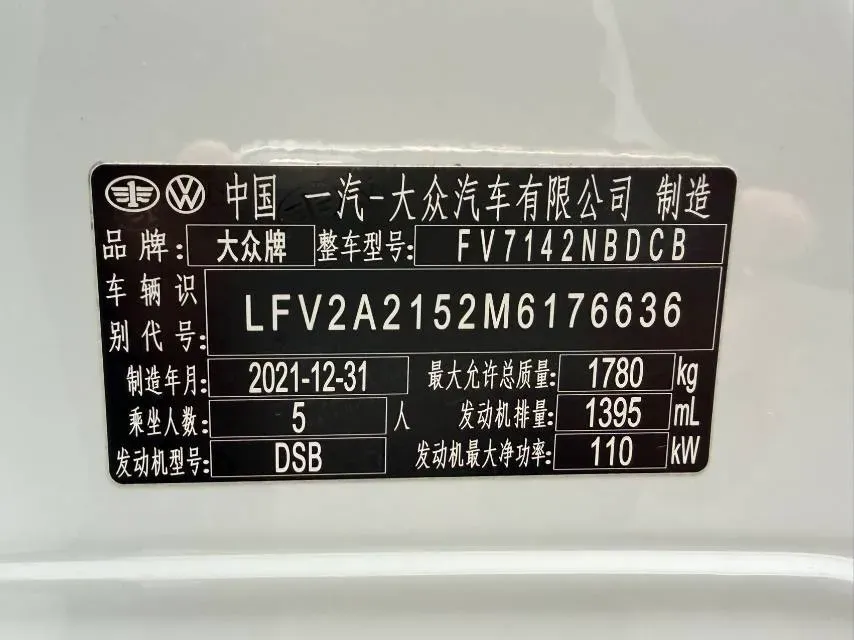 中国 一汽-大众汽车有限公司 制造
品牌: 大众牌 整车型号: FV7142NBDCB
车辆识别代号: LFV2A2152M6176636
制造年月: 2021-12-31 最大允许总质量: 1780 kg
乘坐人数: 5 人 发动机排量: 1395 mL
发动机型号: DSB 发动机最大净功率: 110 kW